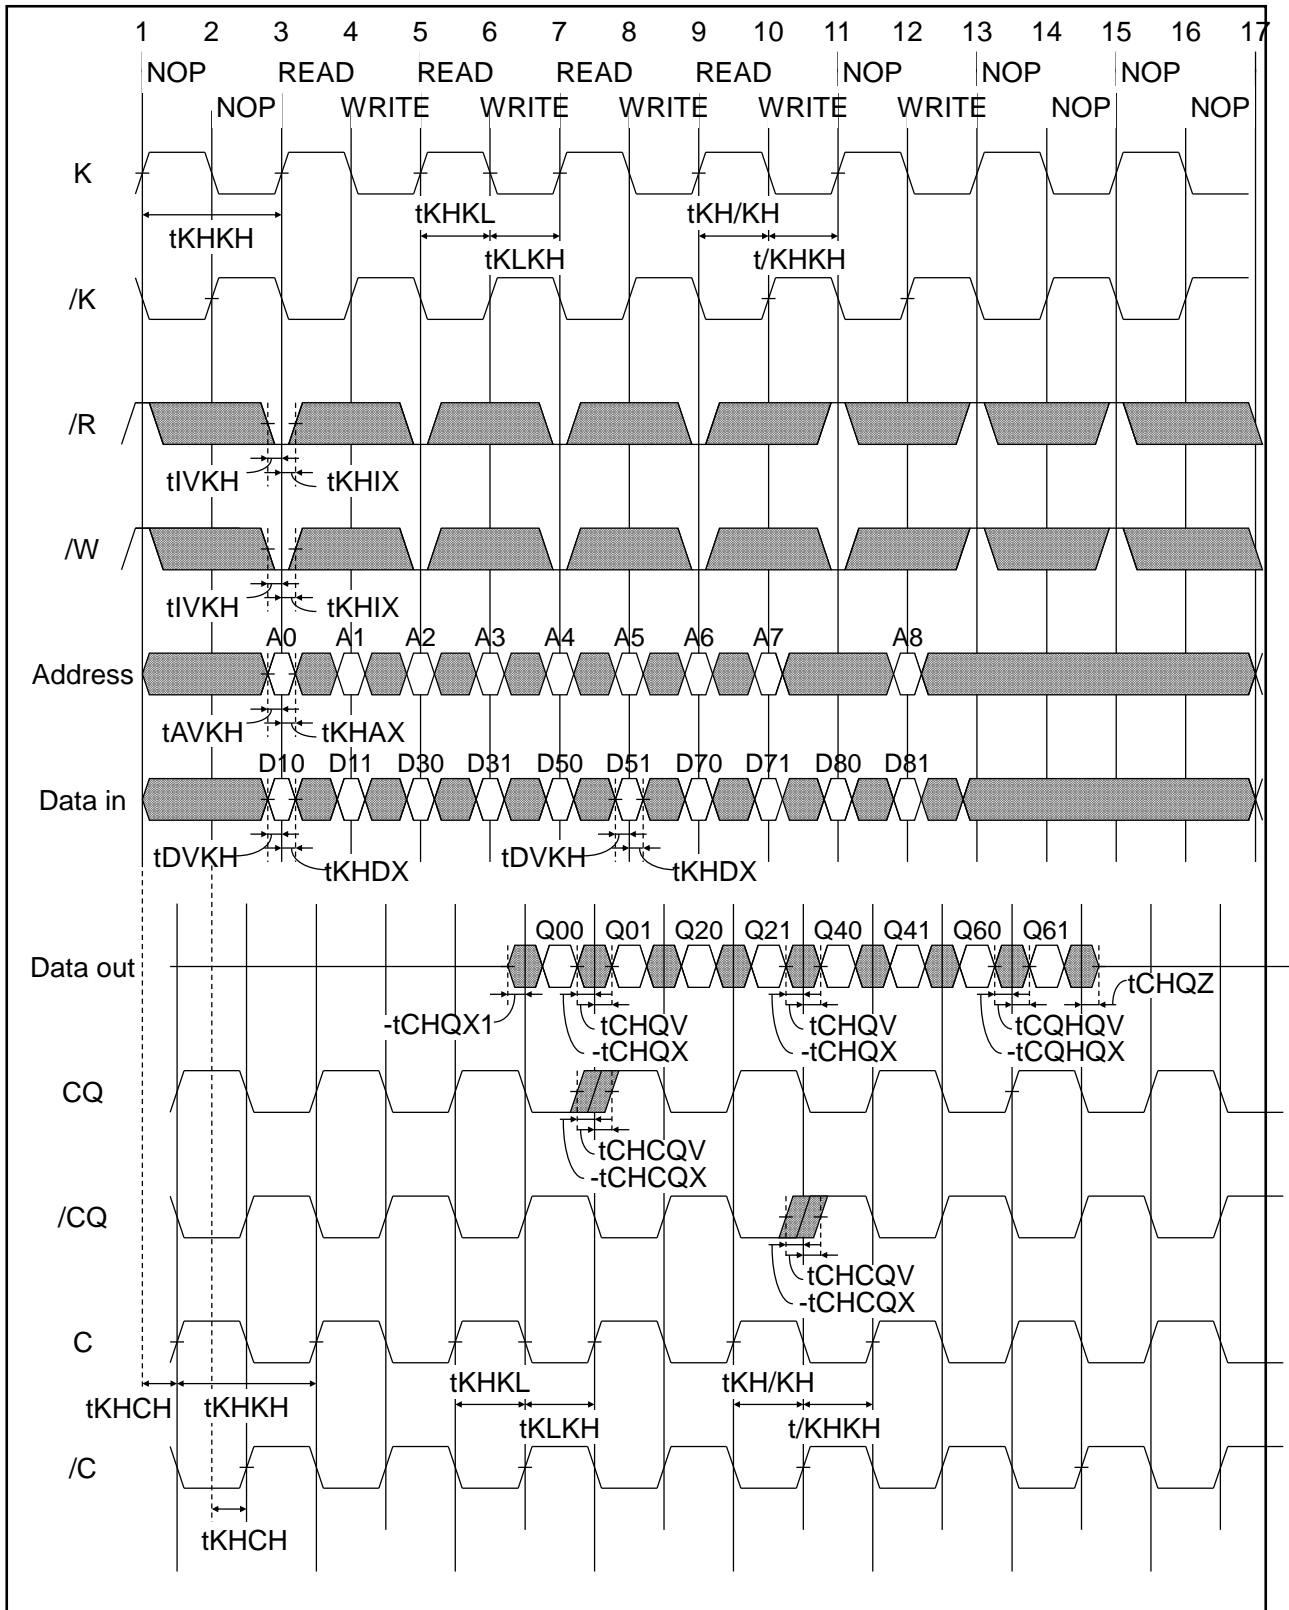 1 2 3 4 5 6 7 8 9 10 11 12 13 14 15 16 17
NOP READ READ READ READ NOP NOP NOP
NOP WRITE WRITE WRITE WRITE WRITE NOP NOP
K
tKHKL tKH/KH
tKHKH tKLKH t/KHKH
/K
/R
tIVKH tKHIX
/W
tIVKH tKHIX
A0 A1 A2 A3 A4 A5 A6 A7 A8
Address
tAVKH tKHAX
D10 D11 D30 D31 D50 D51 D70 D71 D80 D81
Data in
tDVKH tKHDX tDVKH tKHDX
Q00 Q01 Q20 Q21 Q40 Q41 Q60 Q61
Data out
tCHQZ
-tCHQX1 tCHQV tCHQV tCQHQV
-tCHQX -tCHQX -tCQHQX
CQ
tCHCQV
-tCHCQX
/CQ
tCHCQV
-tCHCQX
C
tKHCH tKHKH tKHKL tKH/KH
tKLKH t/KHKH
/C
tKHCH